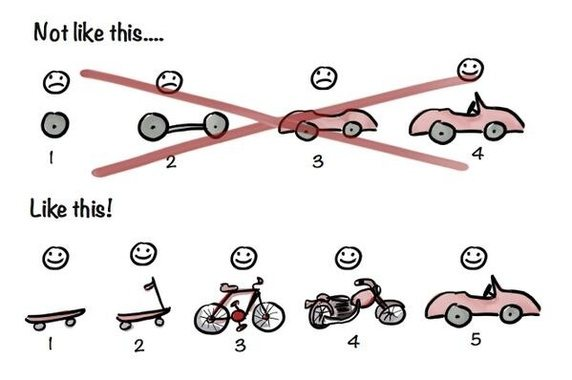 Not like this....
1 2 3 4
Like this!
1 2 3 4 5